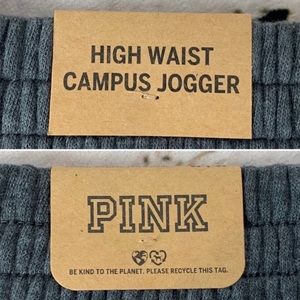 HIGH WAIST
CAMPUS JOGGER
PINK
BE KIND TO THE PLANET. PLEASE RECYCLE THIS TAG.